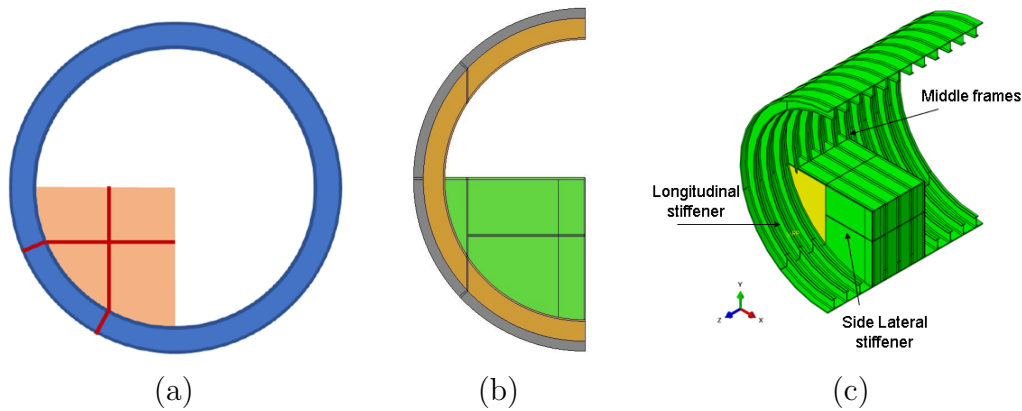 Middle frames
Longitudinal
stiffener
Y
Z
X
Side Lateral
stiffener
(a)
(b)
(c)